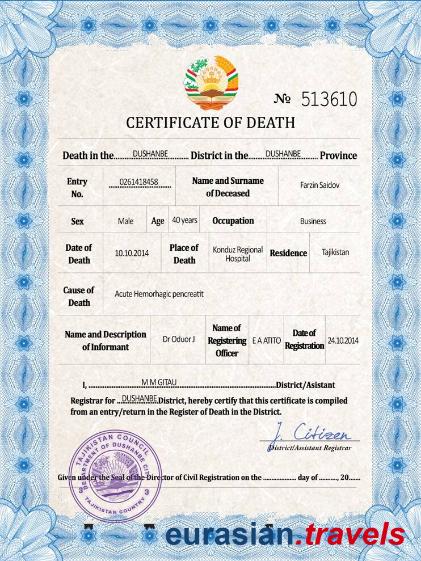 № 513610
CERTIFICATE OF DEATH
Death in the DUSHANBE District in the DUSHANBE Province
Entry No. 0261418458 Name and Surname of Deceased Farzin Saidov
Sex Male Age 40 years Occupation Business
Date of Death 10.10.2014 Place of Death Konduz Regional Hospital Residence Tajikistan
Cause of Death Acute Hemorhagic pencreatit
Name and Description of Informant Dr Oduor J Name of Registering Officer E A ATITO Date of Registration 24.10.2014
I, M M GITAU District/Asistant
Registrar for DUSHANBE District, hereby certify that this certificate is compiled
from an entry/return in the Register of Death in the District.
J. Citizen
District/Assistant Registrar
TAJIKISTAN COUNCIL
DEPARTMENT OF DUSHANBE CIVIL
TAJIKISTAN COUNTRY
Given under the Seal of the Director of Civil Registration on the ............... day of ........., 20.....
eurasian.travels